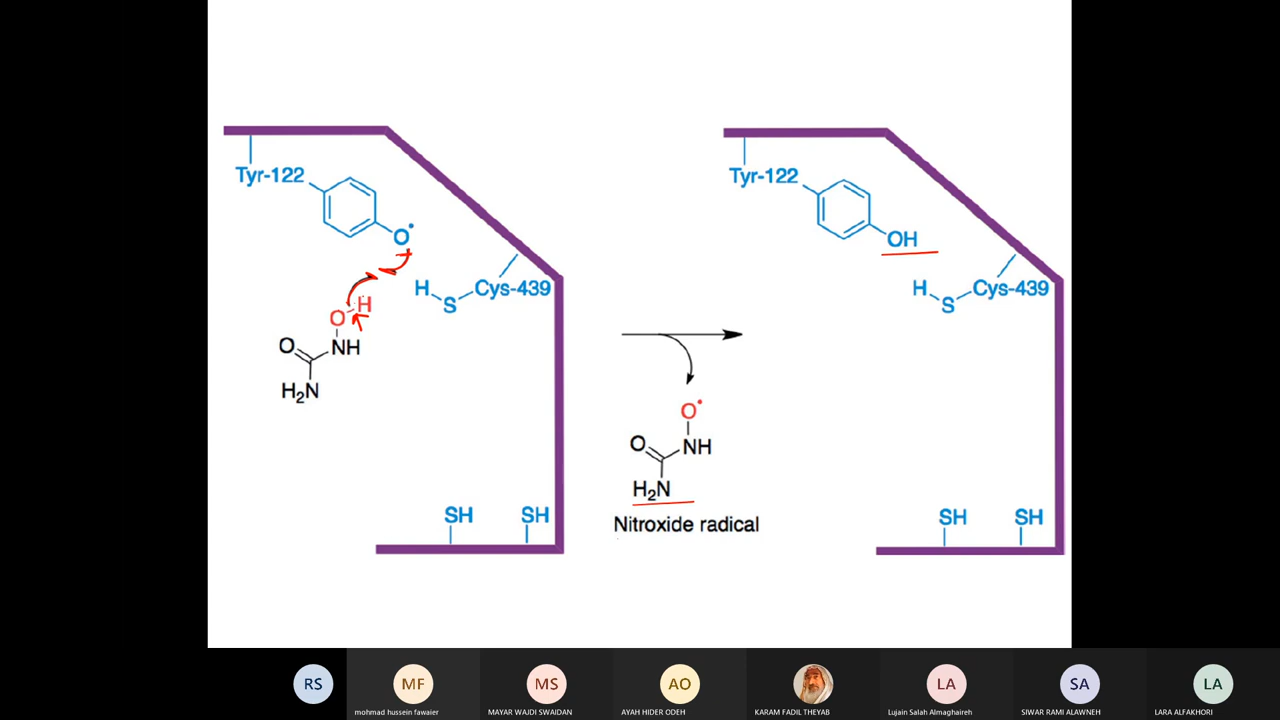 Tyr-122
O•
H
S
Cys-439
O
H
O
NH
H₂N
SH
SH
O•
O
NH
H₂N
Nitroxide radical
Tyr-122
OH
H
S
Cys-439
SH
SH
RS
MF
MS
AO
LA
SA
LA
mohmad hussein fawaier
MAYAR WAJDI SWAIDAN
AYAH HIDER ODEH
KARAM FADIL THEYAB
Lujain Salah Almaghaireh
SIWAR RAMI ALAWNEH
LARA ALFAKHORI